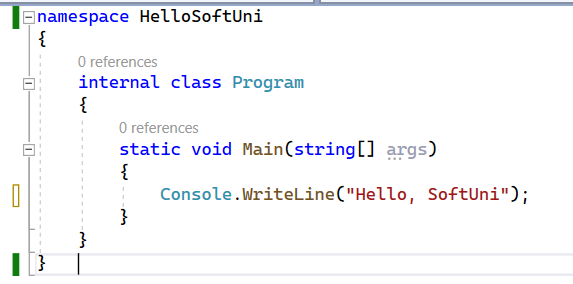 namespace HelloSoftUni
{
0 references
internal class Program
{
0 references
static void Main(string[] args)
{
Console.WriteLine("Hello, SoftUni");
}
}
}